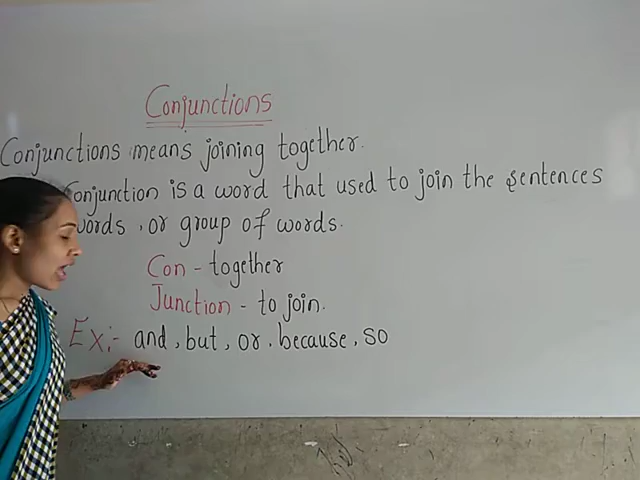 Conjunctions
Conjunctions means joining together.
Conjunction is a word that used to join the sentences
words, or group of words.
Con - together
Junction - to join.
Ex:- and, but, or, because, so